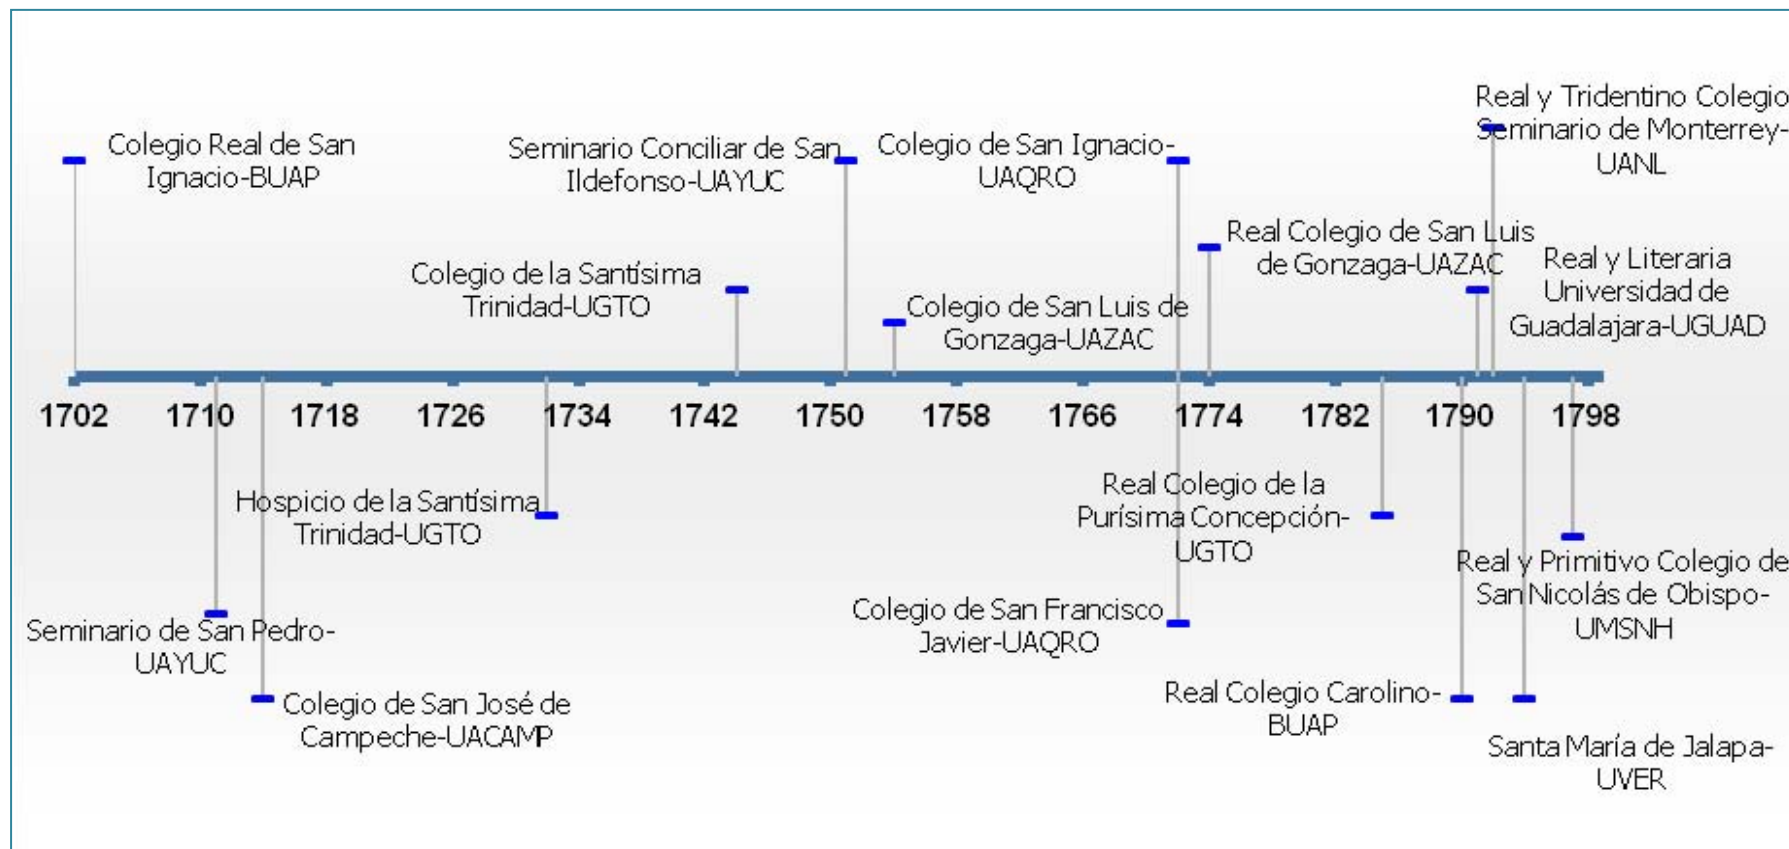 Real y Tridentino Colegio
Seminario de Monterrey-
UANL
Colegio Real de San
Ignacio-BUAP
Seminario Conciliar de San
Ildefonso-UAYUC
Colegio de San Ignacio-
UAQRO
Real Colegio de San Luis
de Gonzaga-UAZAC
Real y Literaria
Universidad de
Guadalajara-UGUAD
Colegio de la Santísima
Trinidad-UGTO
Colegio de San Luis de
Gonzaga-UAZAC
1702 1710 1718 1726 1734 1742 1750 1758 1766 1774 1782 1790 1798
Hospicio de la Santísima
Trinidad-UGTO
Real Colegio de la
Purísima Concepción-
UGTO
Real y Primitivo Colegio de
San Nicolás de Obispo-
UMSNH
Seminario de San Pedro-
UAYUC
Colegio de San Francisco
Javier-UAQRO
Colegio de San José de
Campeche-UACAMP
Real Colegio Carolino-
BUAP
Santa María de Jalapa-
UVER